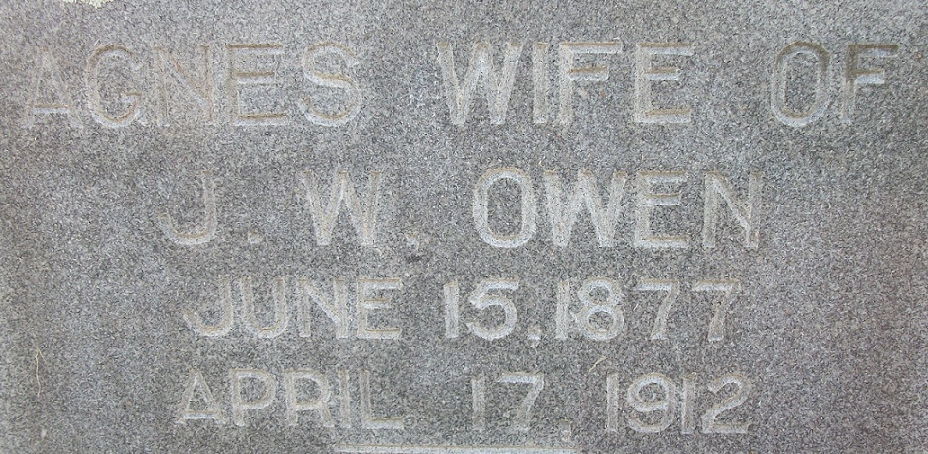 AGNES WIFE OF
J. W. OWEN
JUNE 15, 1877
APRIL 17, 1912